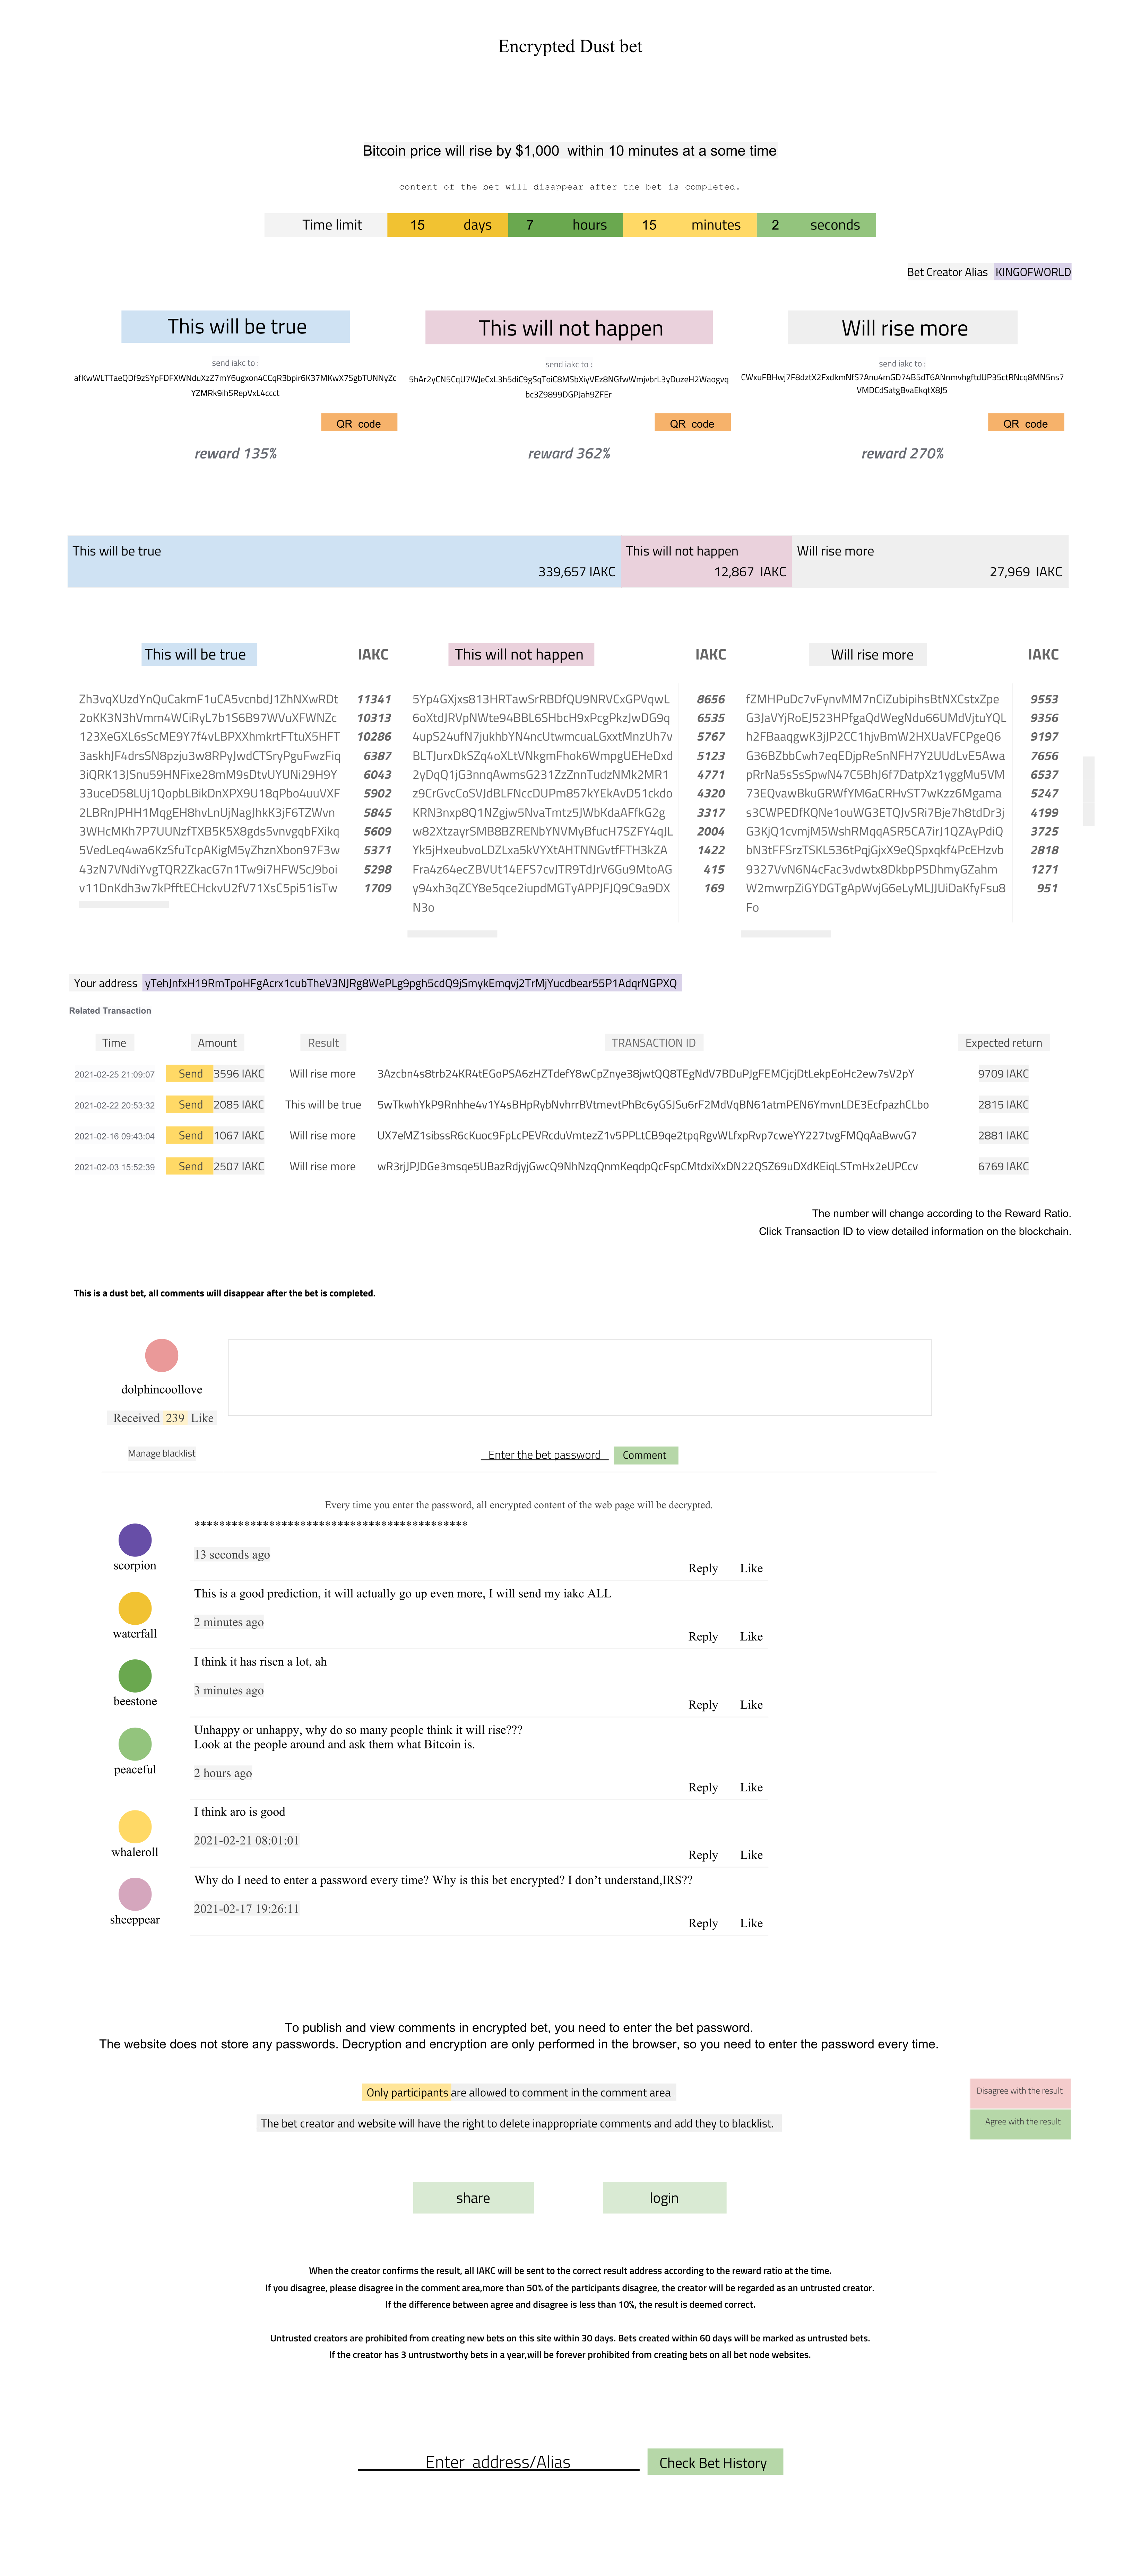 Encrypted Dust bet
Bitcoin price will rise by $1,000 within 10 minutes at a some time
content of the bet will disappear after the bet is completed.
Time limit 15 days 7 hours 15 minutes 2 seconds
Bet Creator Alias KINGOFWORLD
This will be true This will not happen Will rise more
send iakc to : send iakc to : send iakc to :
afKwWLTTaeQDf9zSYpFDFXWNduXzZ7mY6ugxon4CCqR3bpir6K37MKwX7SgbTUNNyZc 5hAr2yCN5CqU7WJeCxL3h5diC9gSqToiC8MSbXiyVEz8NGfwWmjvbrL3yDuzeH2Waogvq CWxuFBHwj7F8dztX2FxdkmNfS7Anu4mGD74B5dT6ANnmvhgftdUP35ctRNcq8MN5ns7
YZMRk9ihSRepVxL4ccct bc3Z9899DGPJah9ZFEr VMDCdSatgBvaEkqtX8J5
QR code QR code QR code
reward 135% reward 362% reward 270%
This will be true This will not happen Will rise more
339,657 IAKC 12,867 IAKC 27,969 IAKC
This will be true IAKC This will not happen IAKC Will rise more IAKC
Zh3vqXUzdYnQuCakmF1uCA5vcnbdJ1ZhNXwRDt 11341 5Yp4GXjxs813HRTawSrRBDfQU9NRVCxGPVqwL 8656 fZMHPuDc7vFynvMM7nCiZubipihsBtNXCstxZpe 9553
2oKK3N3hVmm4WCiRyL7b1S6B97WVuXFWNZc 10313 6oXtdJRVpNWte94BBL6SHbcH9xPcgPkzJwDG9q 6535 G3JaVYjRoEJ523HPfgaQdWegNdu66UMdVjtuYQL 9356
123XeGXL6sScME9Y7f4vLBPXXhmkrtFTtuX5HFT 10286 4upS24ufN7jukhbYN4ncUtwmcuaLGxxtMnzUh7v 5767 h2FBaaqgwK3jJP2CC1hjvBmW2HXUaVFCPgeQ6 9197
3askhJF4drsSN8pzju3w8RPyJwdCTSryPguFwzFiq 6387 BLTJurxDkSZq4oXLtVNkgmFhok6WmpgUEHeDxd 5123 G36BZbbCwh7eqEDjpReSnNFH7Y2UUdLvE5Awa 7656
3iQRK13JSnu59HNFixe28mM9sDtvUYUNi29H9Y 6043 2yDqQ1jG3nnqAwmsG231ZzZnnTudzNMk2MR1 4771 pRrNa5sSsSpwN47C5BhJ6f7DatpXz1yggMu5VM 6537
33uceD58LUj1QopbLBikDnXPX9U18qPbo4uuVXF 5902 z9CrGvcCoSVJdBLFNccDUPm857kYEkAvD51ckdo 4320 73EQvawBkuGRWfYM6aCRHvST7wKzz6Mgama 5247
2LBRnJPHH1MqgEH8hvLnUjNagJhkK3jF6TZWvn 5845 KRN3nxp8Q1NZgjw5NvaTmtz5JWbKdaAFfkG2g 3317 s3CWPEDfKQNe1ouWG3ETQJvSRi7Bje7h8tdDr3j 4199
3WHcMKh7P7UUNzfTXB5K5X8gds5vnvgqbFXikq 5609 w82XtzayrSMB8BZRENbYNVMyBfucH7SZFY4qJL 2004 G3KjQ1cvmjM5WshRMqqASR5CA7irJ1QZAyPdiQ 3725
5VedLeq4wa6KzSfuTcpAKigM5yZhznXbon97F3w 5371 Yk5jHxeubvoLDZLxa5kVYXtAHTNNGvtfFTH3kZA 1422 bN3tFFSrzTSKL536tPqjGjxX9eQSpxqkf4PcEHzvb 2818
43zN7VNdiYvgTQR2ZkacG7n1Tw9i7HFWScJ9boi 5298 Fra4z64ecZBVUt14EFS7cvJTR9TdJrV6Gu9MtoAG 415 9327VvN6N4cFac3vdwtx8DkbpPSDhmyGZahm 1271
v11DnKdh3w7kPfftECHckvU2fV71XsC5pi51isTw 1709 y94xh3qZCY8e5qce2iupdMGTyAPPJFJQ9C9a9DX 169 W2mwrpZiGYDGTgApWvjG6eLyMLJJUiDaKfyFsu8 951
N3o Fo
Your address yTehJnfxH19RmTpoHFgAcrx1cubTheV3NJRg8WePLg9pgh5cdQ9jSmykEmqvj2TrMjYucdbear55P1AdqrNGPXQ
Related Transaction
Time Amount Result TRANSACTION ID Expected return
2021-02-25 21:09:07 Send 3596 IAKC Will rise more 3Azcbn4s8trb24KR4tEGoPSA6zHZTdefY8wCpZnye38jwtQQ8TEgNdV7BDuPJgFEMCjcjDtLekpEoHc2ew7sV2pY 9709 IAKC
2021-02-22 20:53:32 Send 2085 IAKC This will be true 5wTkwhYkP9Rnhhe4v1Y4sBHpRybNvhrrBVtmevtPhBc6yGSJSu6rF2MdVqBN61atmPEN6YmvnLDE3EcfpazhCLbo 2815 IAKC
2021-02-16 09:43:04 Send 1067 IAKC Will rise more UX7eMZ1sibssR6cKuoc9FpLcPEVRcduVmtezZ1v5PPLtCB9qe2tpqRgvWLfxpRvp7cweYY227tvgFMQqAaBwvG7 2881 IAKC
2021-02-03 15:52:39 Send 2507 IAKC Will rise more wR3rjJPJDGe3msqe5UBazRdjyjGwcQ9NhNzqQnmKeqdpQcFspCMtdxiXxDN22QSZ69uDXdKEiqLSTmHx2eUPCcv 6769 IAKC
The number will change according to the Reward Ratio.
Click Transaction ID to view detailed information on the blockchain.
This is a dust bet, all comments will disappear after the bet is completed.
dolphincoollove
Received 239 Like
Manage blacklist Enter the bet password Comment
Every time you enter the password, all encrypted content of the web page will be decrypted.
********************************************
scorpion 13 seconds ago
Reply Like
This is a good prediction, it will actually go up even more, I will send my iakc ALL
waterfall 2 minutes ago
Reply Like
I think it has risen a lot, ah
beestone 3 minutes ago
Reply Like
Unhappy or unhappy, why do so many people think it will rise???
Look at the people around and ask them what Bitcoin is.
peaceful 2 hours ago
Reply Like
I think aro is good
whaleroll 2021-02-21 08:01:01
Reply Like
Why do I need to enter a password every time? Why is this bet encrypted? I don’t understand,IRS??
sheeppear 2021-02-17 19:26:11
Reply Like
To publish and view comments in encrypted bet, you need to enter the bet password.
The website does not store any passwords. Decryption and encryption are only performed in the browser, so you need to enter the password every time.
Only participants are allowed to comment in the comment area
Disagree with the result
The bet creator and website will have the right to delete inappropriate comments and add they to blacklist.
Agree with the result
share login
When the creator confirms the result, all IAKC will be sent to the correct result address according to the reward ratio at the time.
If you disagree, please disagree in the comment area,more than 50% of the participants disagree, the creator will be regarded as an untrusted creator.
If the difference between agree and disagree is less than 10%, the result is deemed correct.
Untrusted creators are prohibited from creating new bets on this site within 30 days. Bets created within 60 days will be marked as untrusted bets.
If the creator has 3 untrustworthy bets in a year,will be forever prohibited from creating bets on all bet node websites.
Enter address/Alias Check Bet History